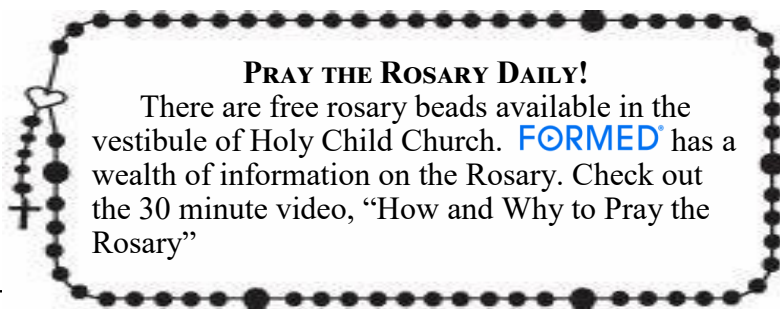 PRAY THE ROSARY DAILY!
There are free rosary beads available in the
vestibule of Holy Child Church. FORMED® has a
wealth of information on the Rosary. Check out
the 30 minute video, “How and Why to Pray the
Rosary”